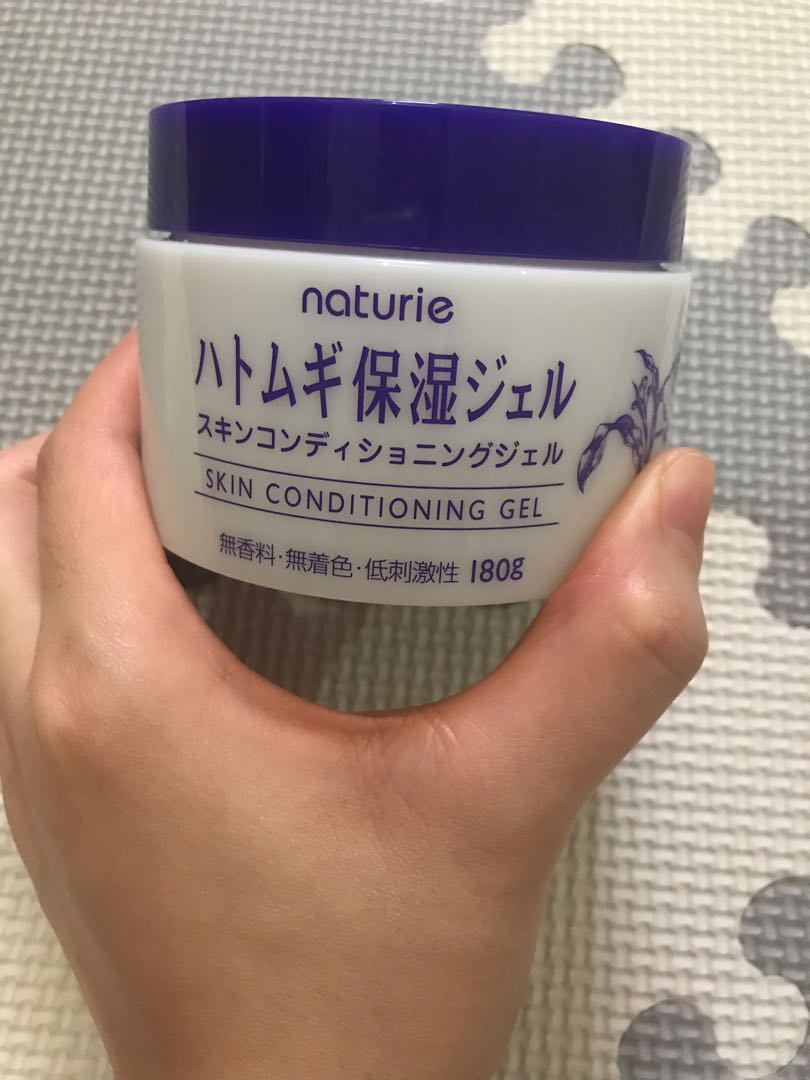 naturie
ハトムギ保湿ジェル
スキンコンディショニングジェル
SKIN CONDITIONING GEL
無香料・無着色・低刺激性 180g